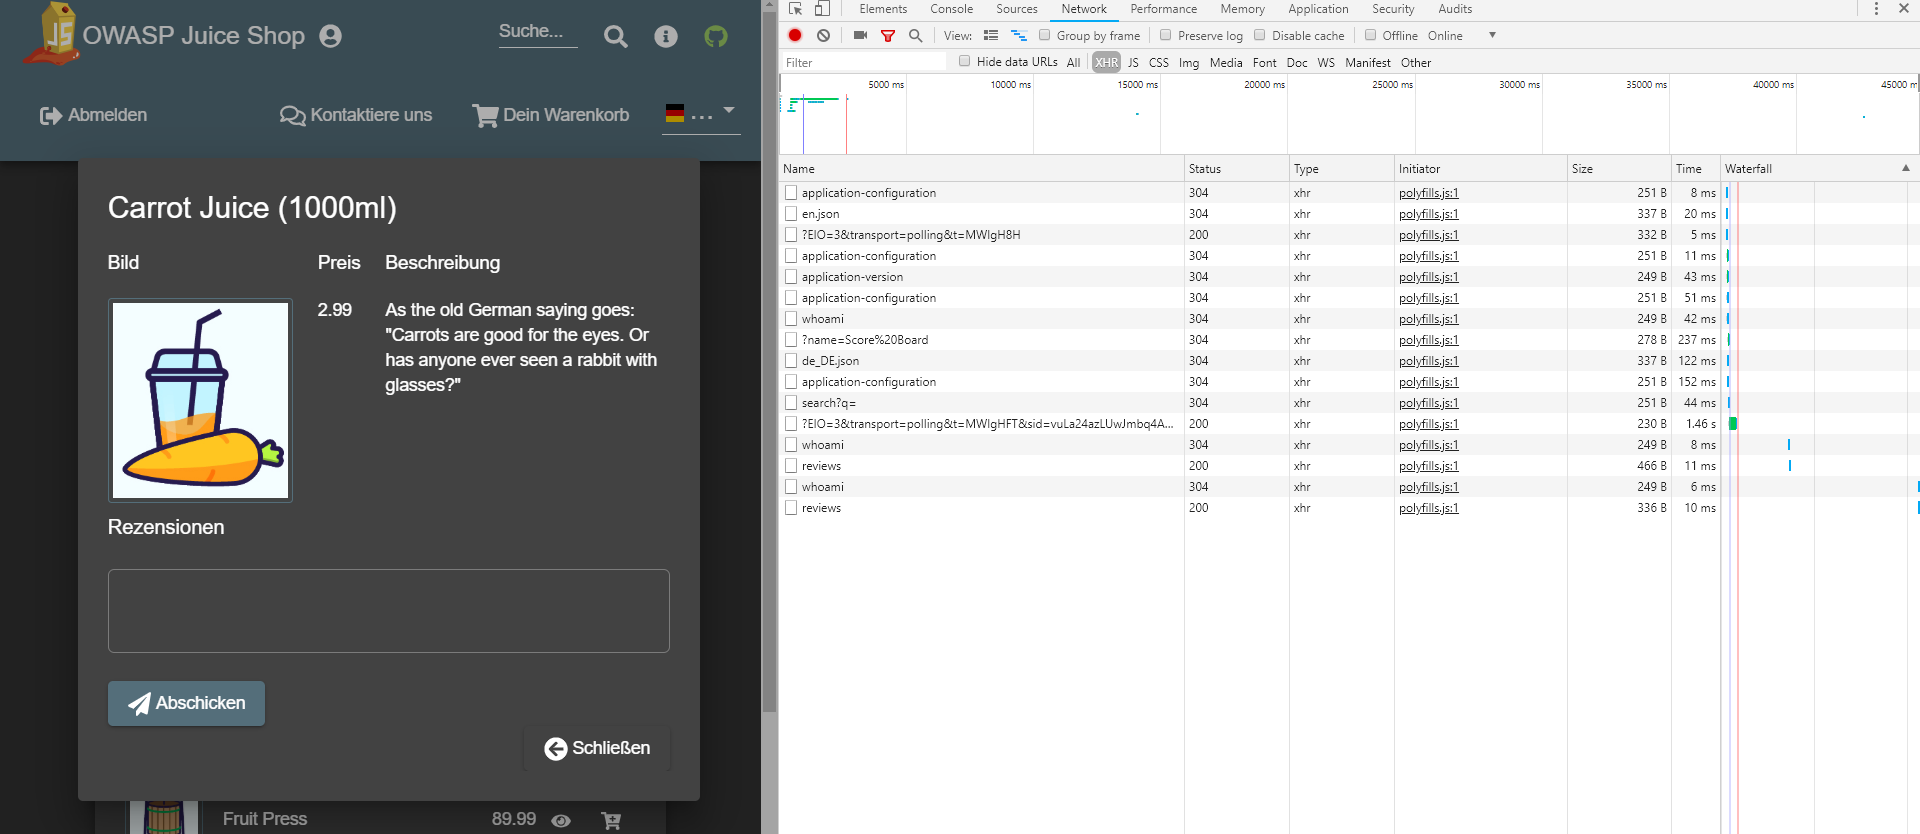 JS
OWASP Juice Shop
Suche...
Abmelden
Kontaktiere uns
Dein Warenkorb
...
Carrot Juice (1000ml)
Bild Preis Beschreibung
2.99
As the old German saying goes:
"Carrots are good for the eyes. Or
has anyone ever seen a rabbit with
glasses?"
Rezensionen
Abschicken
Schließen
Fruit Press 89.99
Elements Console Sources Network Performance Memory Application Security Audits
View: Group by frame Preserve log Disable cache Offline Online
Filter Hide data URLs All XHR JS CSS Img Media Font Doc WS Manifest Other
5000 ms 10000 ms 15000 ms 20000 ms 25000 ms 30000 ms 35000 ms 40000 ms 45000 m
Name Status Type Initiator Size Time Waterfall
application-configuration 304 xhr polyfills.js:1 251 B 8 ms
en.json 304 xhr polyfills.js:1 337 B 20 ms
?EIO=3&transport=polling&t=MWIgH8H 200 xhr polyfills.js:1 332 B 5 ms
application-configuration 304 xhr polyfills.js:1 251 B 11 ms
application-version 304 xhr polyfills.js:1 249 B 43 ms
application-configuration 304 xhr polyfills.js:1 251 B 51 ms
whoami 304 xhr polyfills.js:1 249 B 42 ms
?name=Score%20Board 304 xhr polyfills.js:1 278 B 237 ms
de_DE.json 304 xhr polyfills.js:1 337 B 122 ms
application-configuration 304 xhr polyfills.js:1 251 B 152 ms
search?q= 304 xhr polyfills.js:1 251 B 44 ms
?EIO=3&transport=polling&t=MWIgHFT&sid=vuLa24azLUwJmbq4A... 200 xhr polyfills.js:1 230 B 1.46 s
whoami 304 xhr polyfills.js:1 249 B 8 ms
reviews 200 xhr polyfills.js:1 466 B 11 ms
whoami 304 xhr polyfills.js:1 249 B 6 ms
reviews 200 xhr polyfills.js:1 336 B 10 ms